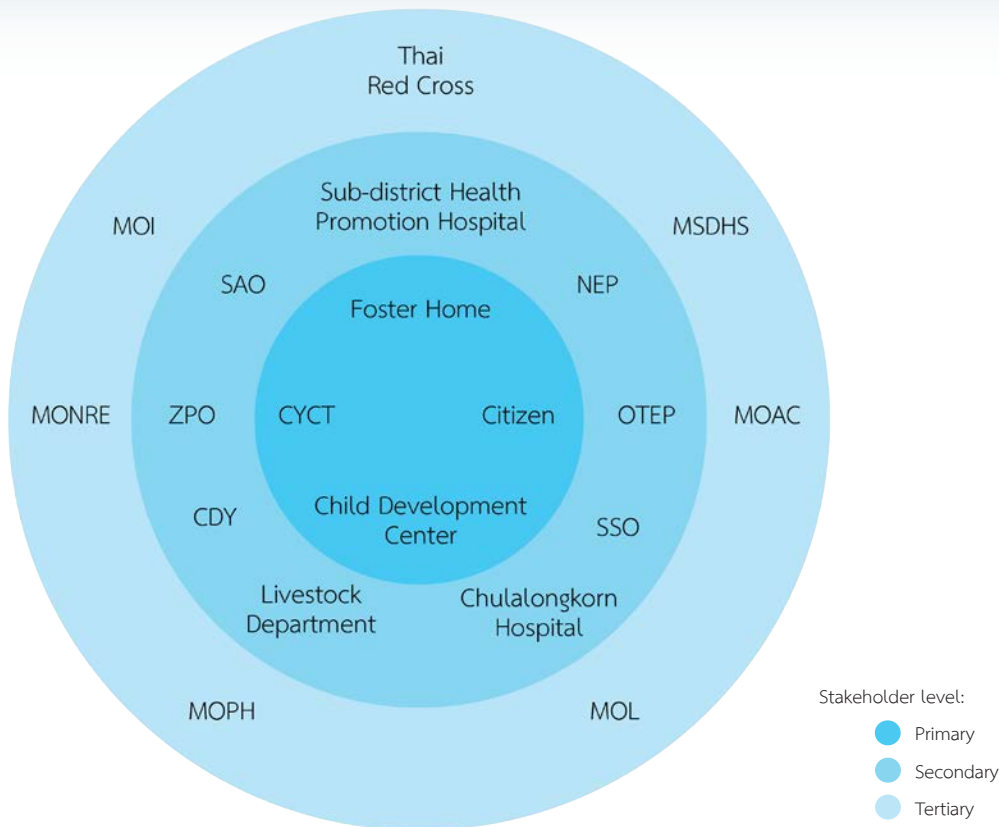 Thai
Red Cross
Sub-district Health
Promotion Hospital
MOI
MSDHS
SAO
NEP
Foster Home
MONRE
ZPO
CYCT
Citizen
OTEP
MOAC
Child Development
Center
CDY
SSO
Livestock
Department
Chulalongkorn
Hospital
MOPH
MOL
Stakeholder level:
Primary
Secondary
Tertiary